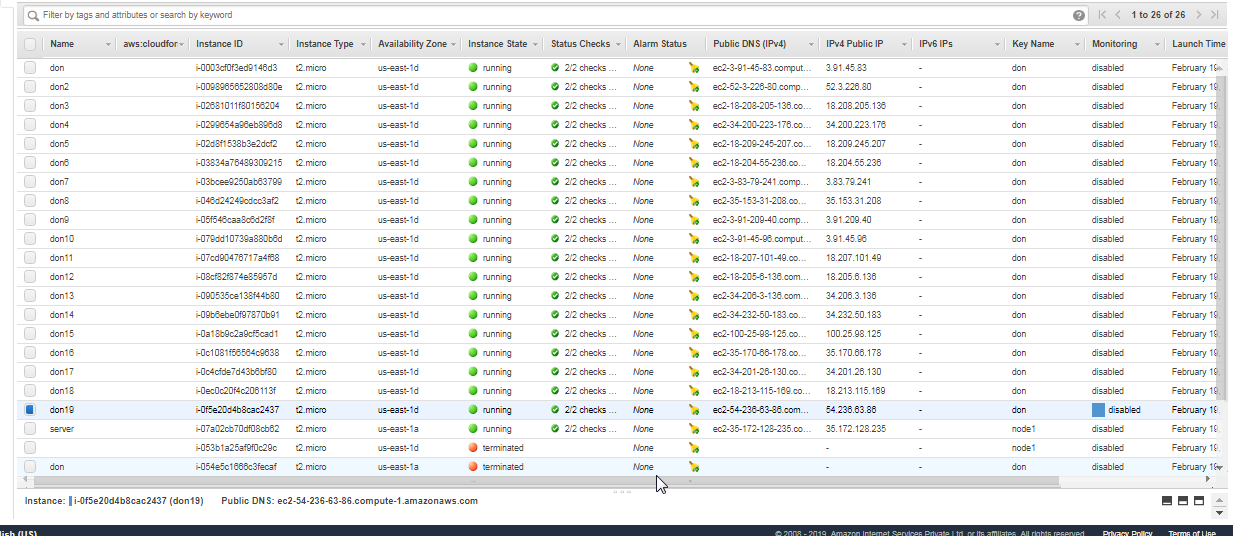 Filter by tags and attributes or search by keyword 1 to 26 of 26
Name aws:cloudfor Instance ID Instance Type Availability Zone Instance State Status Checks Alarm Status Public DNS (IPv4) IPv4 Public IP IPv6 IPs Key Name Monitoring Launch Time
don i-0003cf0f3ed9146d3 t2.micro us-east-1d running 2/2 checks ... None ec2-3-91-45-83.comput... 3.91.45.83 - don disabled February 19,
don2 i-0098965652808d80e t2.micro us-east-1d running 2/2 checks ... None ec2-52-3-226-80.comp... 52.3.226.80 - don disabled February 19,
don3 i-02681011f80156204 t2.micro us-east-1d running 2/2 checks ... None ec2-18-208-205-136.co... 18.208.205.136 - don disabled February 19,
don4 i-0299654a96eb896d8 t2.micro us-east-1d running 2/2 checks ... None ec2-34-200-223-176.co... 34.200.223.176 - don disabled February 19,
don5 i-02d8f1538b3e2dcf2 t2.micro us-east-1d running 2/2 checks ... None ec2-18-209-245-207.co... 18.209.245.207 - don disabled February 19,
don6 i-03834a76489309215 t2.micro us-east-1d running 2/2 checks ... None ec2-18-204-55-236.co... 18.204.55.236 - don disabled February 19,
don7 i-03bcee9250ab63799 t2.micro us-east-1d running 2/2 checks ... None ec2-3-83-79-241.comp... 3.83.79.241 - don disabled February 19,
don8 i-046d24249cdcc3af2 t2.micro us-east-1d running 2/2 checks ... None ec2-35-153-31-208.co... 35.153.31.208 - don disabled February 19,
don9 i-05f546caa8c6d2f8f t2.micro us-east-1d running 2/2 checks ... None ec2-3-91-209-40.comp... 3.91.209.40 - don disabled February 19,
don10 i-079dd10739a880b6d t2.micro us-east-1d running 2/2 checks ... None ec2-3-91-45-96.comput... 3.91.45.96 - don disabled February 19,
don11 i-07cd90476717a4f68 t2.micro us-east-1d running 2/2 checks ... None ec2-18-207-101-49.co... 18.207.101.49 - don disabled February 19,
don12 i-08cf82f874e85957d t2.micro us-east-1d running 2/2 checks ... None ec2-18-205-6-136.com... 18.205.6.136 - don disabled February 19,
don13 i-090535ce138f44b80 t2.micro us-east-1d running 2/2 checks ... None ec2-34-206-3-136.com... 34.206.3.136 - don disabled February 19,
don14 i-09b6ebe0f97870b91 t2.micro us-east-1d running 2/2 checks ... None ec2-34-232-50-183.co... 34.232.50.183 - don disabled February 19,
don15 i-0a18b9c2a9cf5cad1 t2.micro us-east-1d running 2/2 checks ... None ec2-100-25-98-125.co... 100.25.98.125 - don disabled February 19,
don16 i-0c1081f56564c9638 t2.micro us-east-1d running 2/2 checks ... None ec2-35-170-66-178.co... 35.170.66.178 - don disabled February 19,
don17 i-0c4cfde7d43b6bf80 t2.micro us-east-1d running 2/2 checks ... None ec2-34-201-26-130.co... 34.201.26.130 - don disabled February 19,
don18 i-0ec0c20f4c206113f t2.micro us-east-1d running 2/2 checks ... None ec2-18-213-115-169.co... 18.213.115.169 - don disabled February 19,
don19 i-0f5e20d4b8cac2437 t2.micro us-east-1d running 2/2 checks ... None ec2-54-236-63-86.com... 54.236.63.86 - don disabled February 19,
server i-07a02cb70df08cb62 t2.micro us-east-1a running 2/2 checks ... None ec2-35-172-128-235.co... 35.172.128.235 - node1 disabled February 19,
i-053b1a25af9f0c29c t2.micro us-east-1a terminated None - - node1 disabled February 19,
don i-054e5c1666c3fecaf t2.micro us-east-1a terminated None - - don disabled February 19,
Instance: i-0f5e20d4b8cac2437 (don19) Public DNS: ec2-54-236-63-86.compute-1.amazonaws.com
lish (US) © 2008 - 2019, Amazon Internet Services Private Ltd. or its affiliates. All rights reserved. Privacy Policy Terms of Use